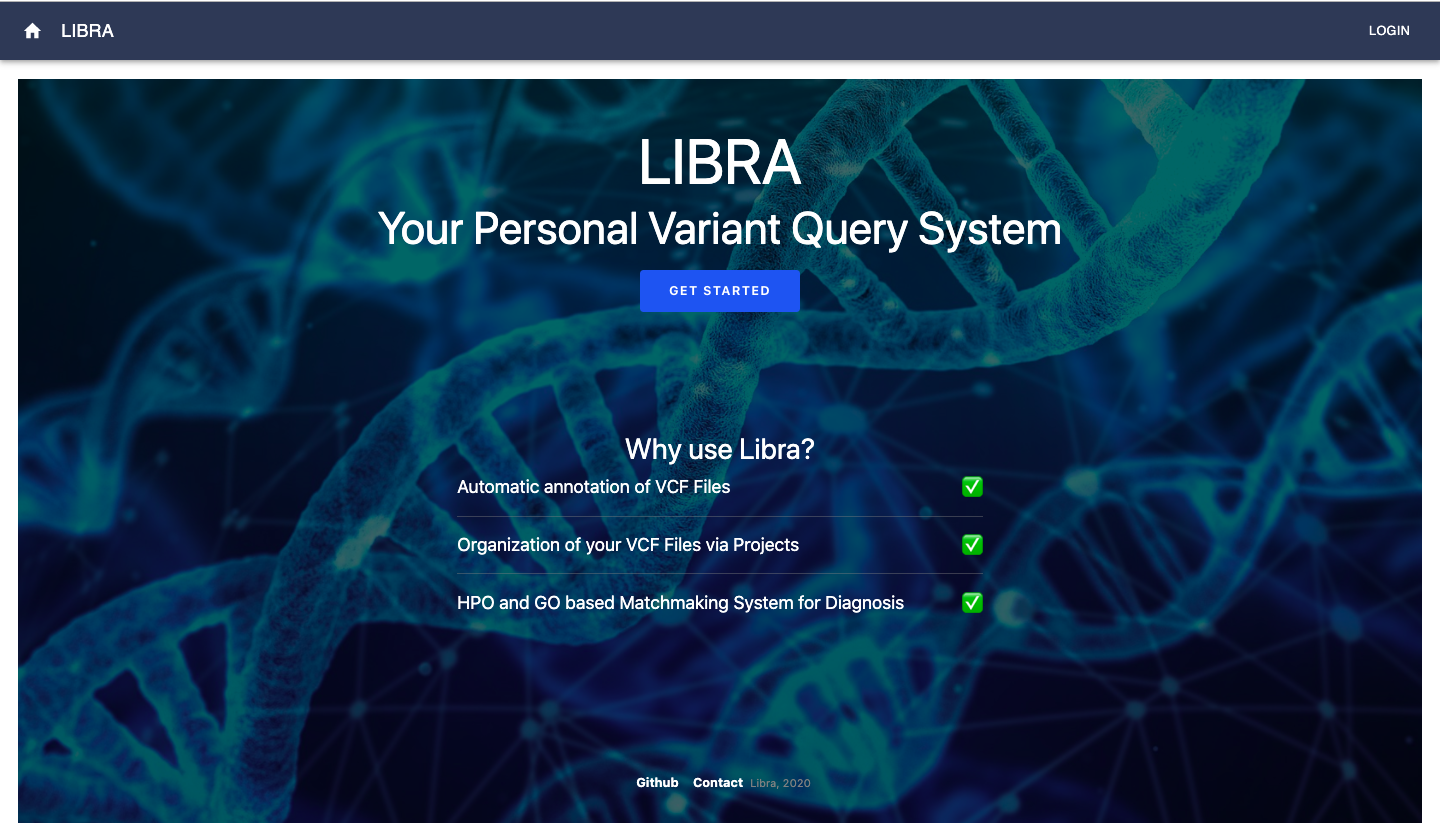 LIBRA
LOGIN
LIBRA
Your Personal Variant Query System
GET STARTED
Why use Libra?
Automatic annotation of VCF Files
Organization of your VCF Files via Projects
HPO and GO based Matchmaking System for Diagnosis
Github Contact Libra, 2020